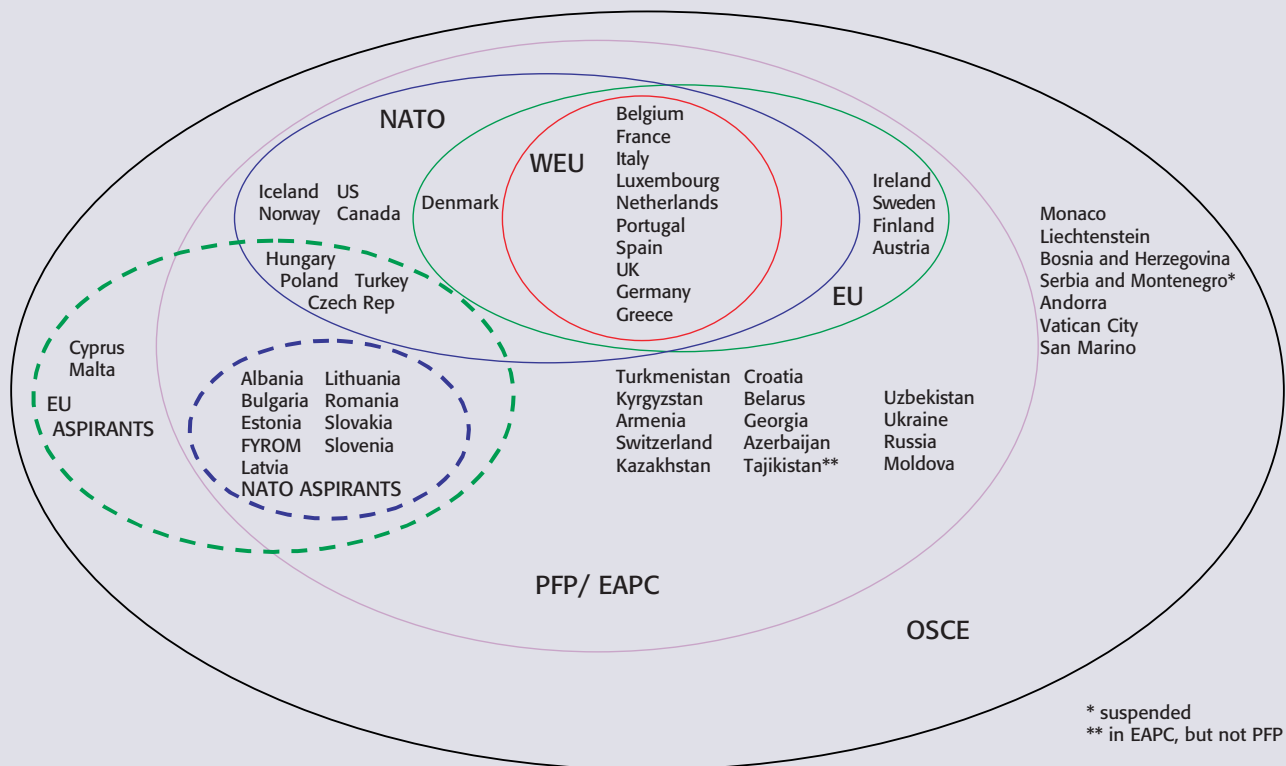 NATO
WEU
Belgium
France
Italy
Luxembourg
Netherlands
Portugal
Spain
UK
Germany
Greece
Iceland US
Norway Canada
Denmark
Ireland
Sweden
Finland
Austria
EU
Monaco
Liechtenstein
Bosnia and Herzegovina
Serbia and Montenegro*
Andorra
Vatican City
San Marino
Hungary
Poland Turkey
Czech Rep
Cyprus
Malta
EU
ASPIRANTS
Albania Lithuania
Bulgaria Romania
Estonia Slovakia
FYROM Slovenia
Latvia
NATO ASPIRANTS
Turkmenistan Croatia
Kyrgyzstan Belarus
Armenia Georgia
Switzerland Azerbaijan
Kazakhstan Tajikistan**
Uzbekistan
Ukraine
Russia
Moldova
PFP/ EAPC
OSCE
* suspended
** in EAPC, but not PFP